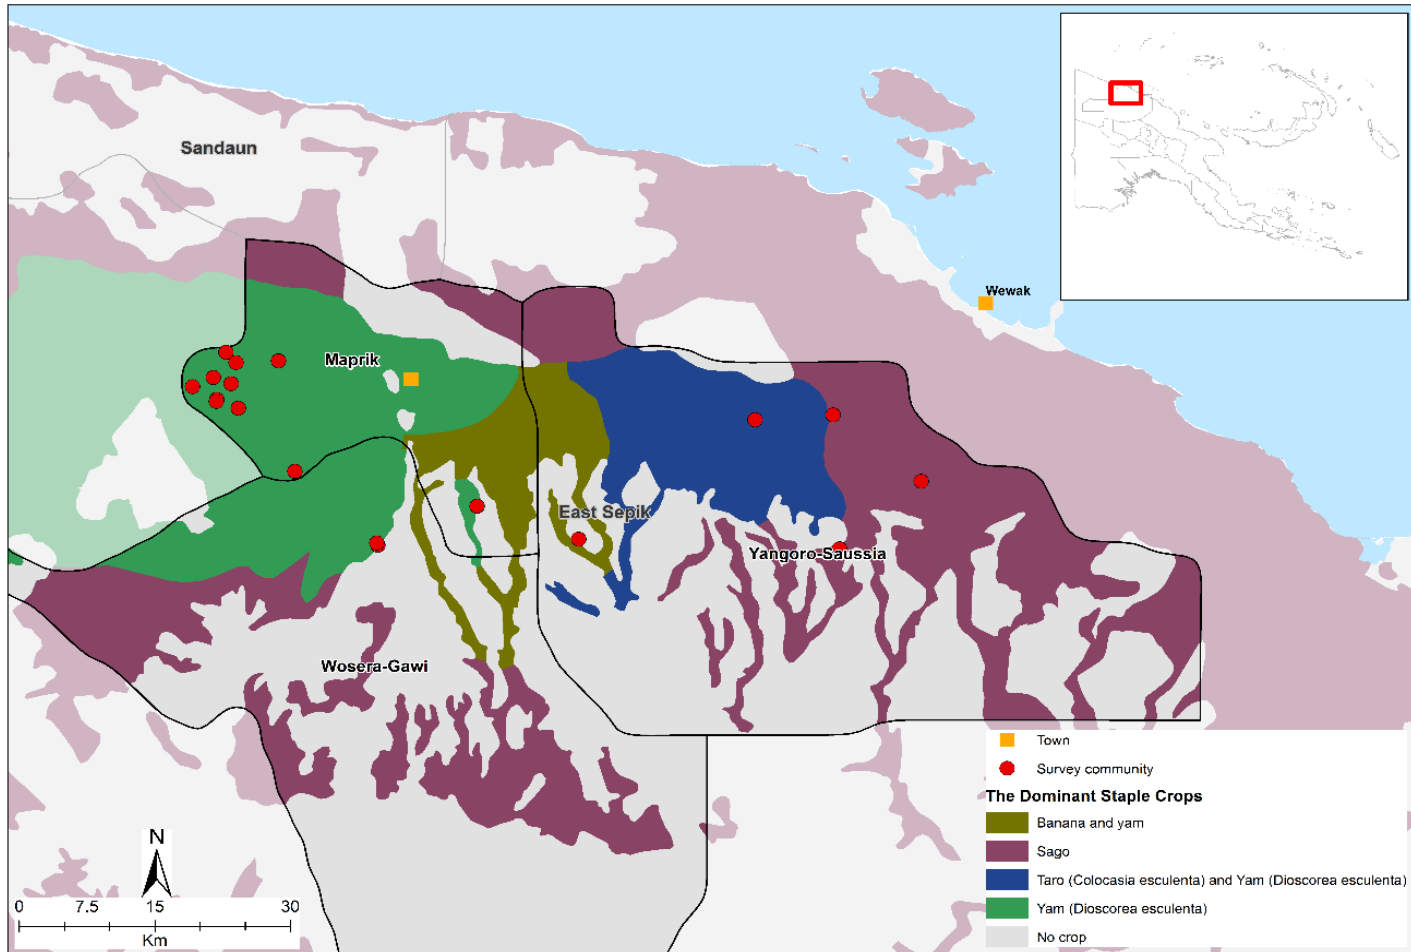 Sandaun
Wewak
Maprik
East Sepik
Yangoro-Saussia
Wosera-Gawi
Town
Survey community
The Dominant Staple Crops
Banana and yam
Sago
Taro (Colocasia esculenta) and Yam (Dioscorea esculenta)
Yam (Dioscorea esculenta)
No crop
N
0 7.5 15 30
Km